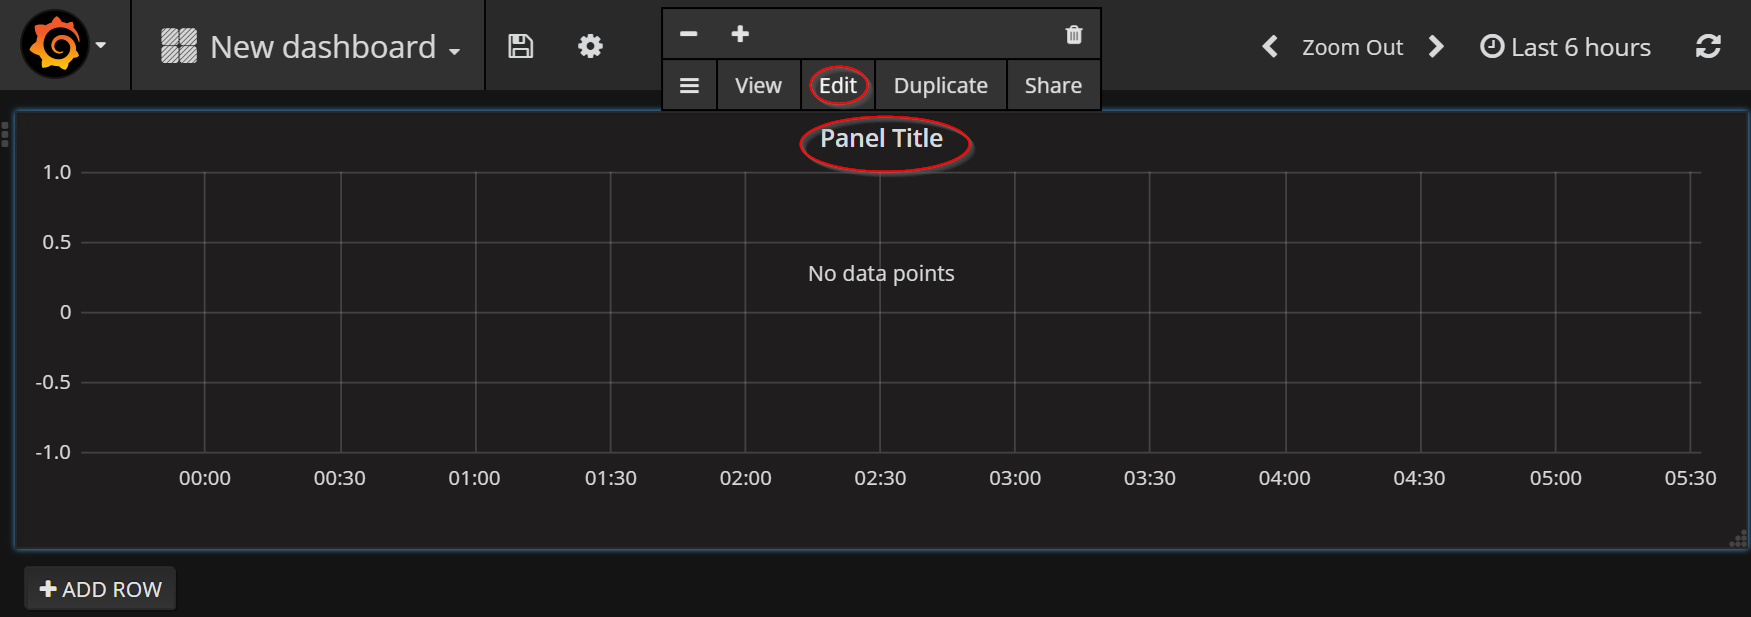 New dashboard
Zoom Out
Last 6 hours
View Edit Duplicate Share
Panel Title
1.0
0.5
No data points
0
-0.5
-1.0
00:00 00:30 01:00 01:30 02:00 02:30 03:00 03:30 04:00 04:30 05:00 05:30
ADD ROW